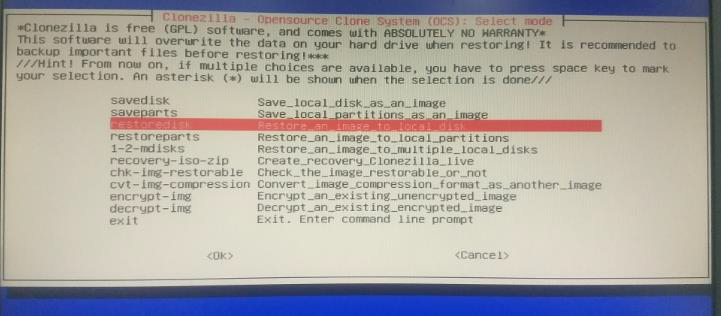 Clonezilla - Opensource Clone System (OCS): Select mode
*Clonezilla is free (GPL) software, and comes with ABSOLUTELY NO WARRANTY*
This software will overwrite the data on your hard drive when restoring! It is recommended to
backup important files before restoring!***
///Hint! From now on, if multiple choices are available, you have to press space key to mark
your selection. An asterisk (*) will be shown when the selection is done///
savedisk Save_local_disk_as_an_image
saveparts Save_local_partitions_as_an_image
restoredisk Restore_an_image_to_local_disk
restoreparts Restore_an_image_to_local_partitions
1-2-mdisks Restore_an_image_to_multiple_local_disks
recovery-iso-zip Create_recovery_Clonezilla_live
chk-img-restorable Check_the_image_restorable_or_not
cvt-img-compression Convert_image_compression_format_as_another_image
encrypt-img Encrypt_an_existing_unencrypted_image
decrypt-img Decrypt_an_existing_encrypted_image
exit Exit. Enter command line prompt
<Ok> <Cancel>